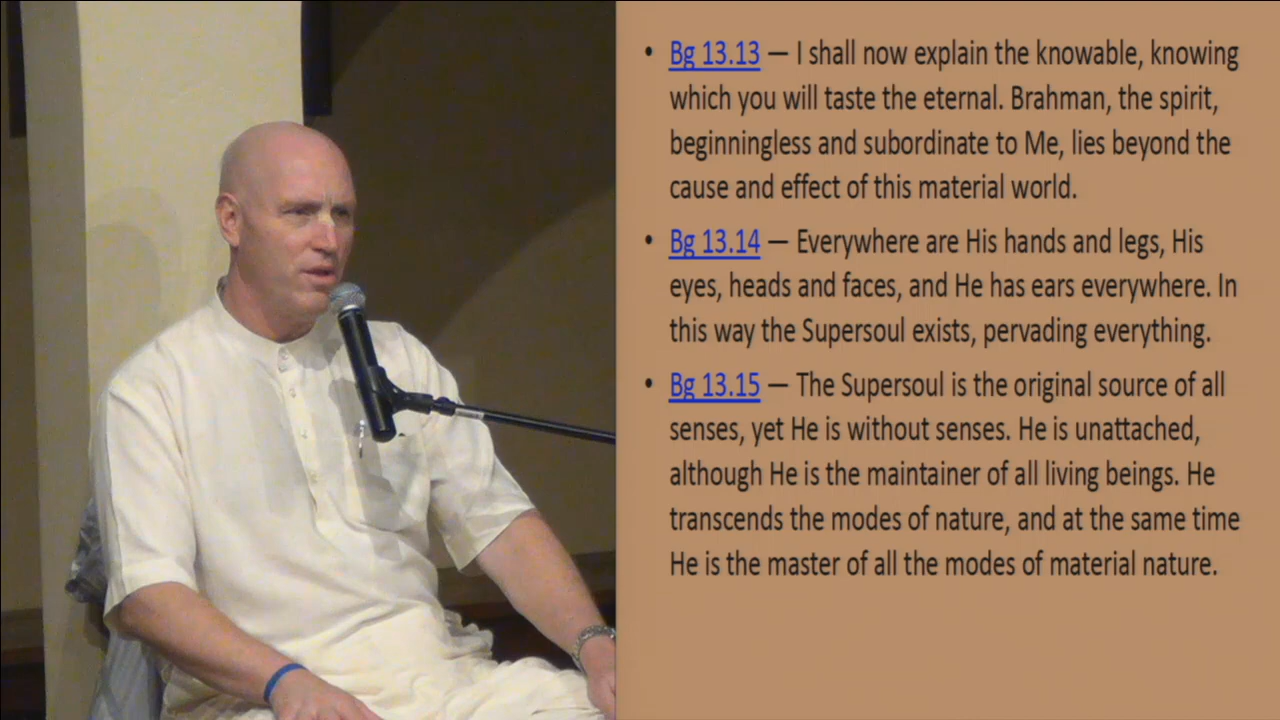 • Bg 13.13 — I shall now explain the knowable, knowing
which you will taste the eternal. Brahman, the spirit,
beginningless and subordinate to Me, lies beyond the
cause and effect of this material world.
• Bg 13.14 — Everywhere are His hands and legs, His
eyes, heads and faces, and He has ears everywhere. In
this way the Supersoul exists, pervading everything.
• Bg 13.15 — The Supersoul is the original source of all
senses, yet He is without senses. He is unattached,
although He is the maintainer of all living beings. He
transcends the modes of nature, and at the same time
He is the master of all the modes of material nature.